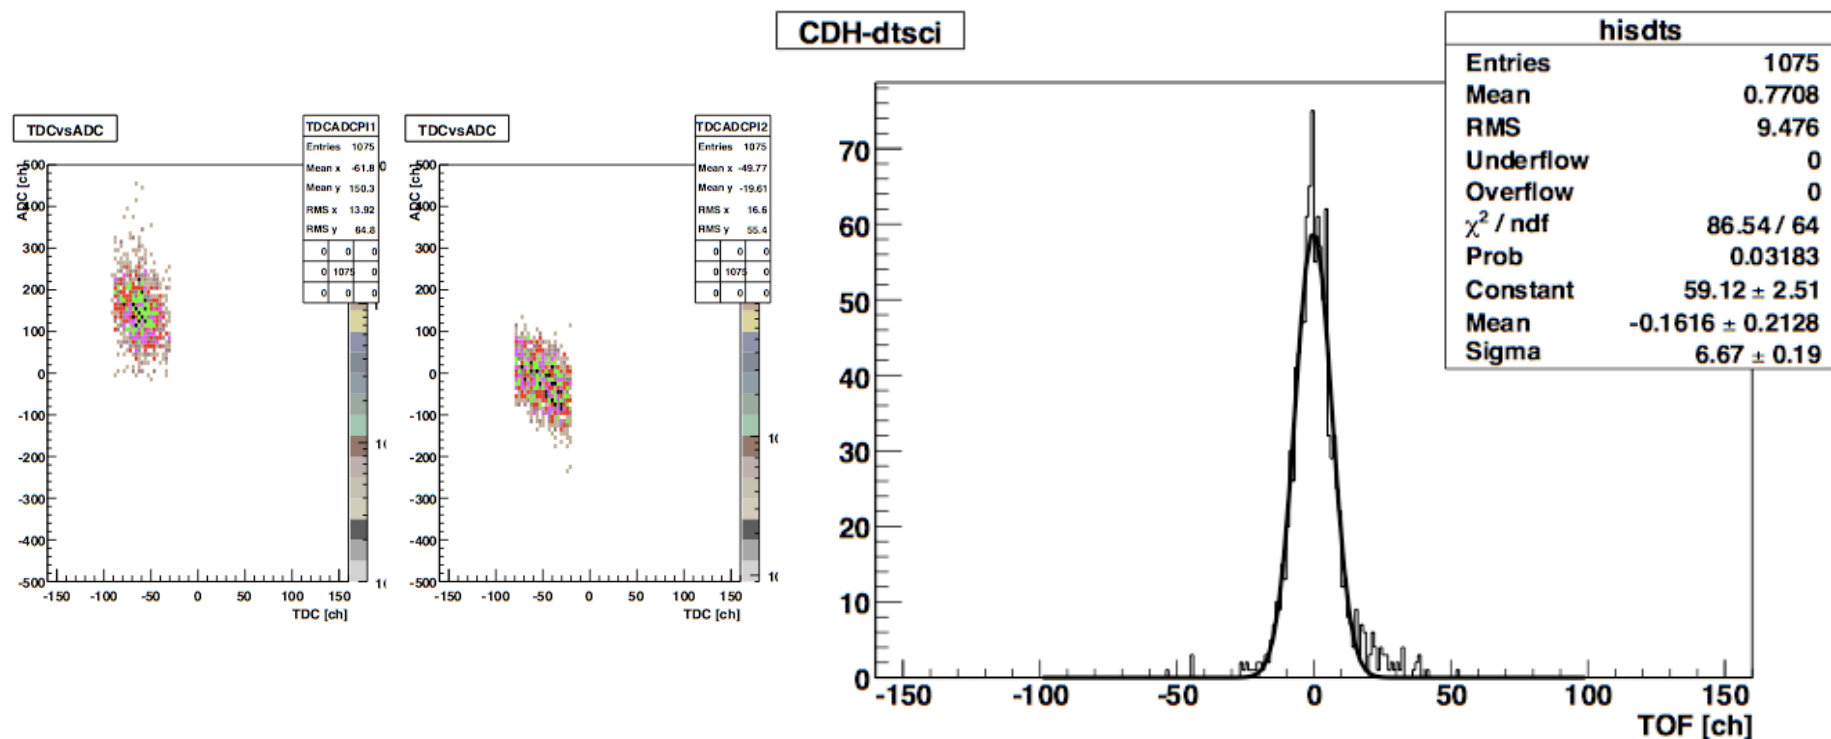 CDH-dtsci
hisdts
Entries 1075
Mean 0.7708
RMS 9.476
Underflow 0
Overflow 0
χ² / ndf 86.54 / 64
Prob 0.03183
Constant 59.12 ± 2.51
Mean -0.1616 ± 0.2128
Sigma 6.67 ± 0.19
70
60
50
40
30
20
10
0
-150 -100 -50 0 50 100 150
TOF [ch]
TDCvsADC
TDCADCPI1
Entries 1075
Mean x -61.8
Mean y 150.3
RMS x 13.92
RMS y 64.8
0 0 0
0 1075 0
0 0 0
ADC [ch]
500
400
300
200
100
0
-100
-200
-300
-400
-500
-150 -100 -50 0 50 100 150
TDC [ch]
TDCvsADC
TDCADCPI2
Entries 1075
Mean x -49.77
Mean y -19.61
RMS x 16.6
RMS y 55.4
0 0 0
0 1075 0
0 0 0
ADC [ch]
500
400
300
200
100
0
-100
-200
-300
-400
-500
-150 -100 -50 0 50 100 150
TDC [ch]